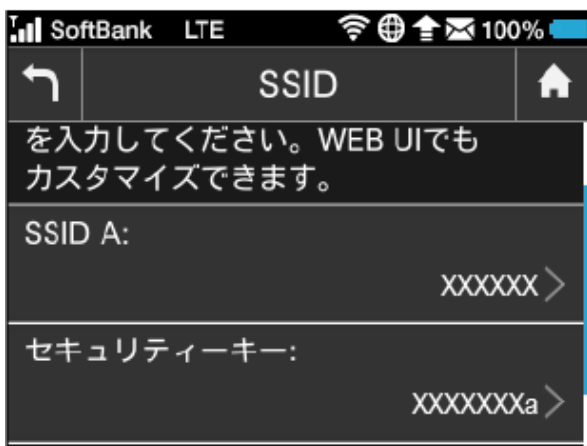 SoftBank LTE 100%
SSID
を入力してください。WEB UIでも
カスタマイズできます。
SSID A:
XXXXXX
セキュリティーキー:
XXXXXXXa